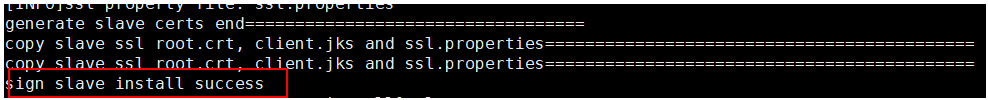 [INFO]ssl property file: ssl.properties
generate slave certs end==================================
copy slave ssl root.crt, client.jks and ssl.properties===========================================
copy slave ssl root.crt, client.jks and ssl.properties===========================================
sign slave install success